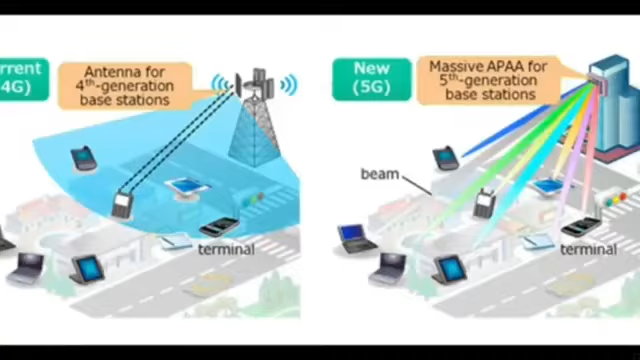 (4G)
Antenna for
4th-generation
base stations
terminal
New
(5G)
Massive APAA for
5th-generation
base stations
beam
terminal